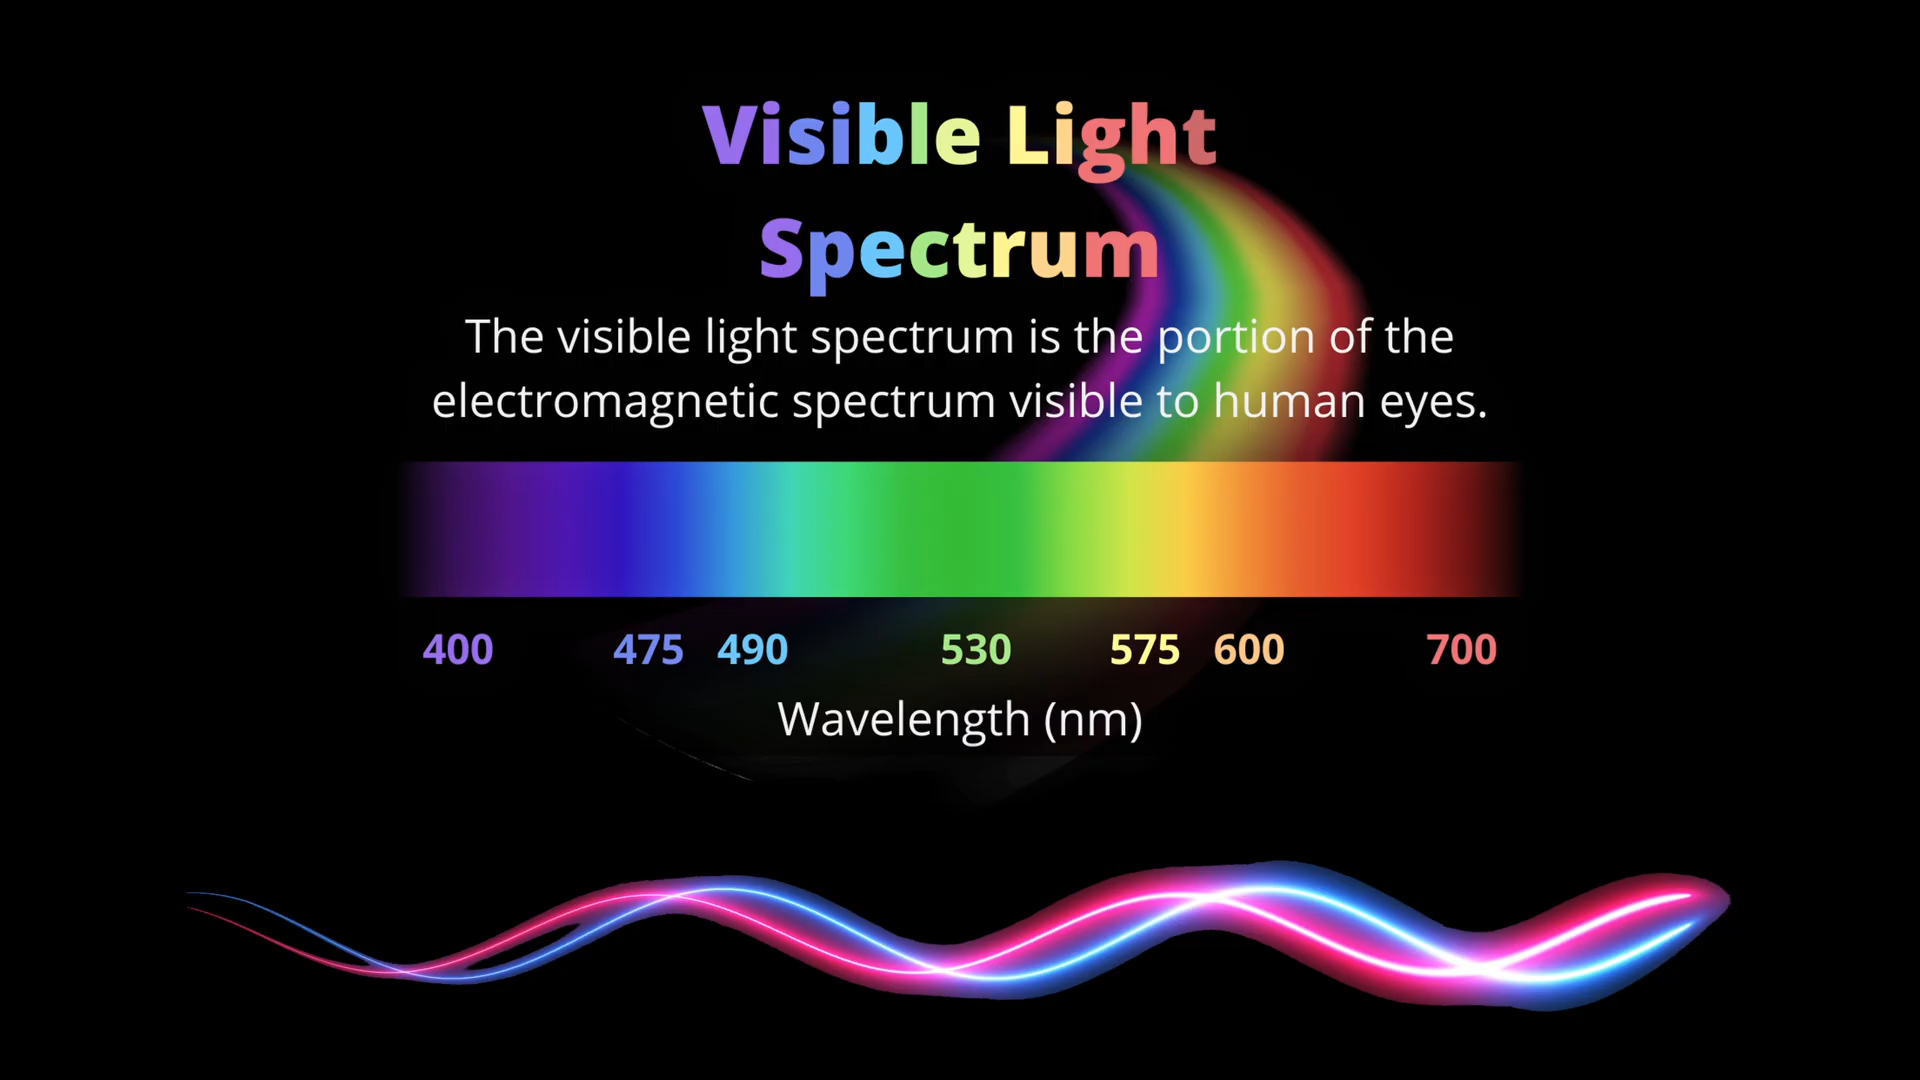 Visible Light
Spectrum
The visible light spectrum is the portion of the
electromagnetic spectrum visible to human eyes.
400 475 490 530 575 600 700
Wavelength (nm)